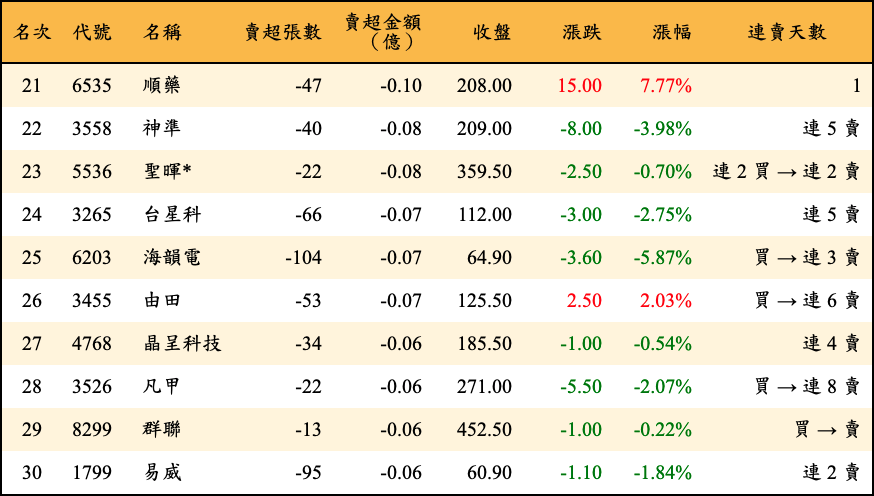 名次 代號 名稱 賣超張數 賣超金額（億） 收盤 漲跌 漲幅 連賣天數
21 6535 順藥 -47 -0.10 208.00 15.00 7.77% 1
22 3558 神準 -40 -0.08 209.00 -8.00 -3.98% 連 5 賣
23 5536 聖暉* -22 -0.08 359.50 -2.50 -0.70% 連 2 買 → 連 2 賣
24 3265 台星科 -66 -0.07 112.00 -3.00 -2.75% 連 5 賣
25 6203 海韻電 -104 -0.07 64.90 -3.60 -5.87% 買 → 連 3 賣
26 3455 由田 -53 -0.07 125.50 2.50 2.03% 買 → 連 6 賣
27 4768 晶呈科技 -34 -0.06 185.50 -1.00 -0.54% 連 4 賣
28 3526 凡甲 -22 -0.06 271.00 -5.50 -2.07% 買 → 連 8 賣
29 8299 群聯 -13 -0.06 452.50 -1.00 -0.22% 買 → 賣
30 1799 易威 -95 -0.06 60.90 -1.10 -1.84% 連 2 賣